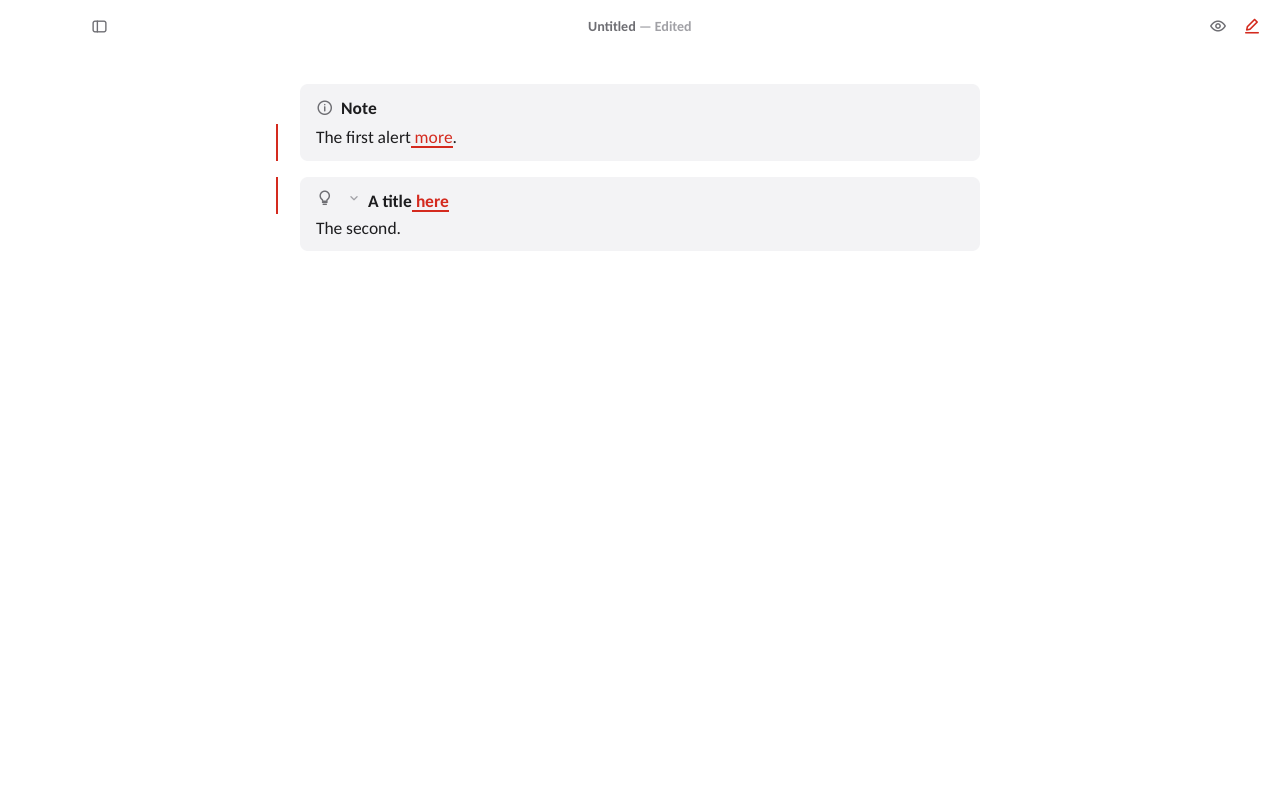 Untitled — Edited
Note
The first alert more.
A title here
The second.